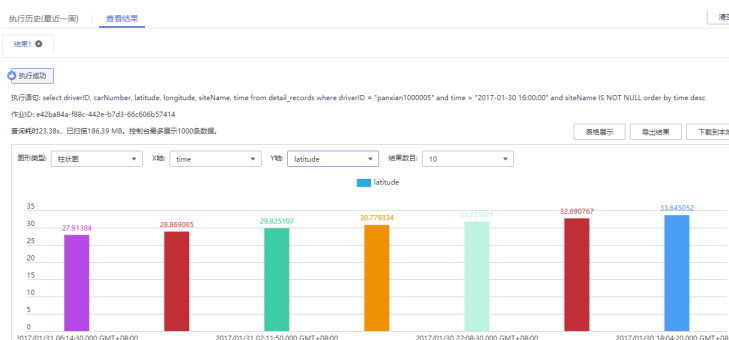 执行历史(最近一周) 查看结果
结果1
执行成功
执行语句: select driverID, carNumber, latitude, longitude, siteName, time from detail_records where driverID = "panxian1000005" and time > "2017-01-30 16:00:00" and siteName IS NOT NULL order by time desc
作业ID: e42ba84a-f88c-442e-b7d3-66c606b57414
查询耗时23.38s、已扫描186.39 MB。控制台最多展示1000条数据。
表格展示 导出结果 下载到本
图形类型: 柱状图 X轴: time Y轴: latitude 结果数目: 10
latitude
35
30
25
20
15
10
5
0
27.91384 28.869065 29.825107 30.779334 31.735823 32.690767 33.645052
2017/01/31 06:14:30.000 GMT+08:00 2017/01/31 02:11:50.000 GMT+08:00 2017/01/30 22:08:30.000 GMT+08:00 2017/01/30 18:04:20.000 GMT+08